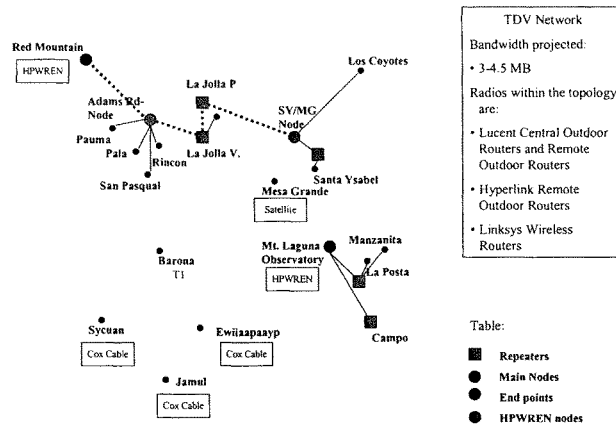 TDV Network
Bandwidth projected:
• 3-4.5 MB
Radios within the topology
are:
• Lucent Central Outdoor
Routers and Remote
Outdoor Routers
• Hyperlink Remote
Outdoor Routers
• Linksys Wireless
Routers
Red Mountain
HPWREN
Los Coyotes
La Jolla P
Adams Rd-
Node
SY/MG
Node
Pauma
Pala
Rincon
La Jolla V.
San Pasqual
Santa Ysabel
Mesa Grande
Satellite
Mt. Laguna
Observatory
HPWREN
Manzanita
La Posta
Campo
Barona
T1
Sycuan
Cox Cable
Ewiiaapaayp
Cox Cable
Jamul
Cox Cable
Table:
Repeaters
Main Nodes
End points
HPWREN nodes